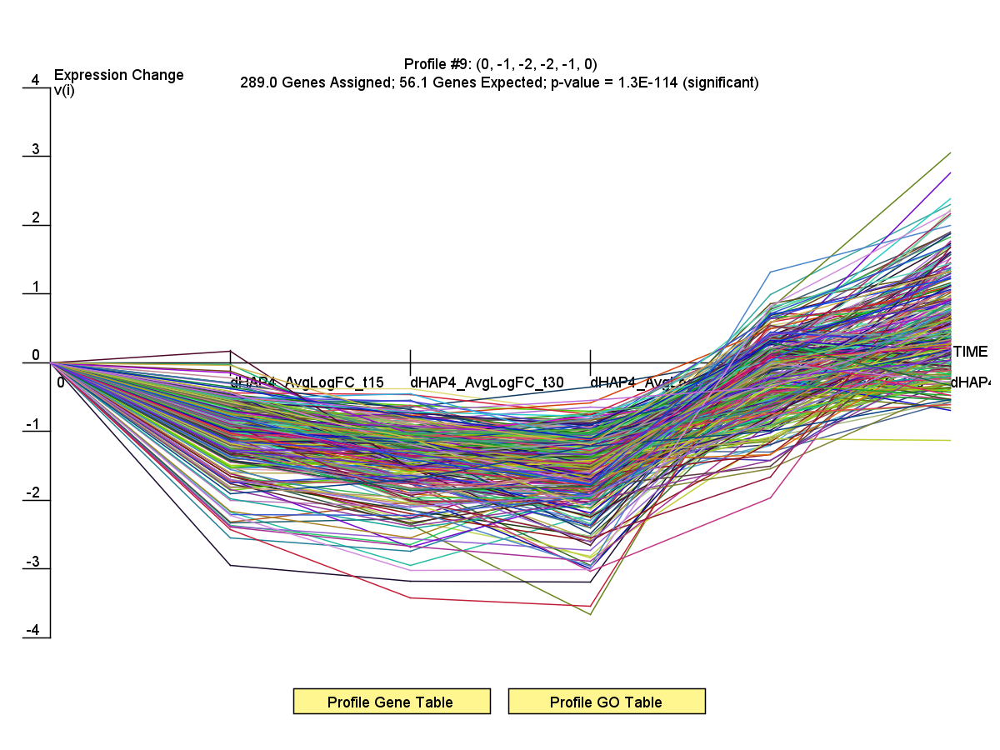 Profile #9: (0, -1, -2, -2, -1, 0)
289.0 Genes Assigned; 56.1 Genes Expected; p-value = 1.3E-114 (significant)
Expression Change
v(i)
4
3
2
1
0
-1
-2
-3
-4
TIME
0
dHAP4_AvgLogFC_t15
dHAP4_AvgLogFC_t30
Profile Gene Table
Profile GO Table